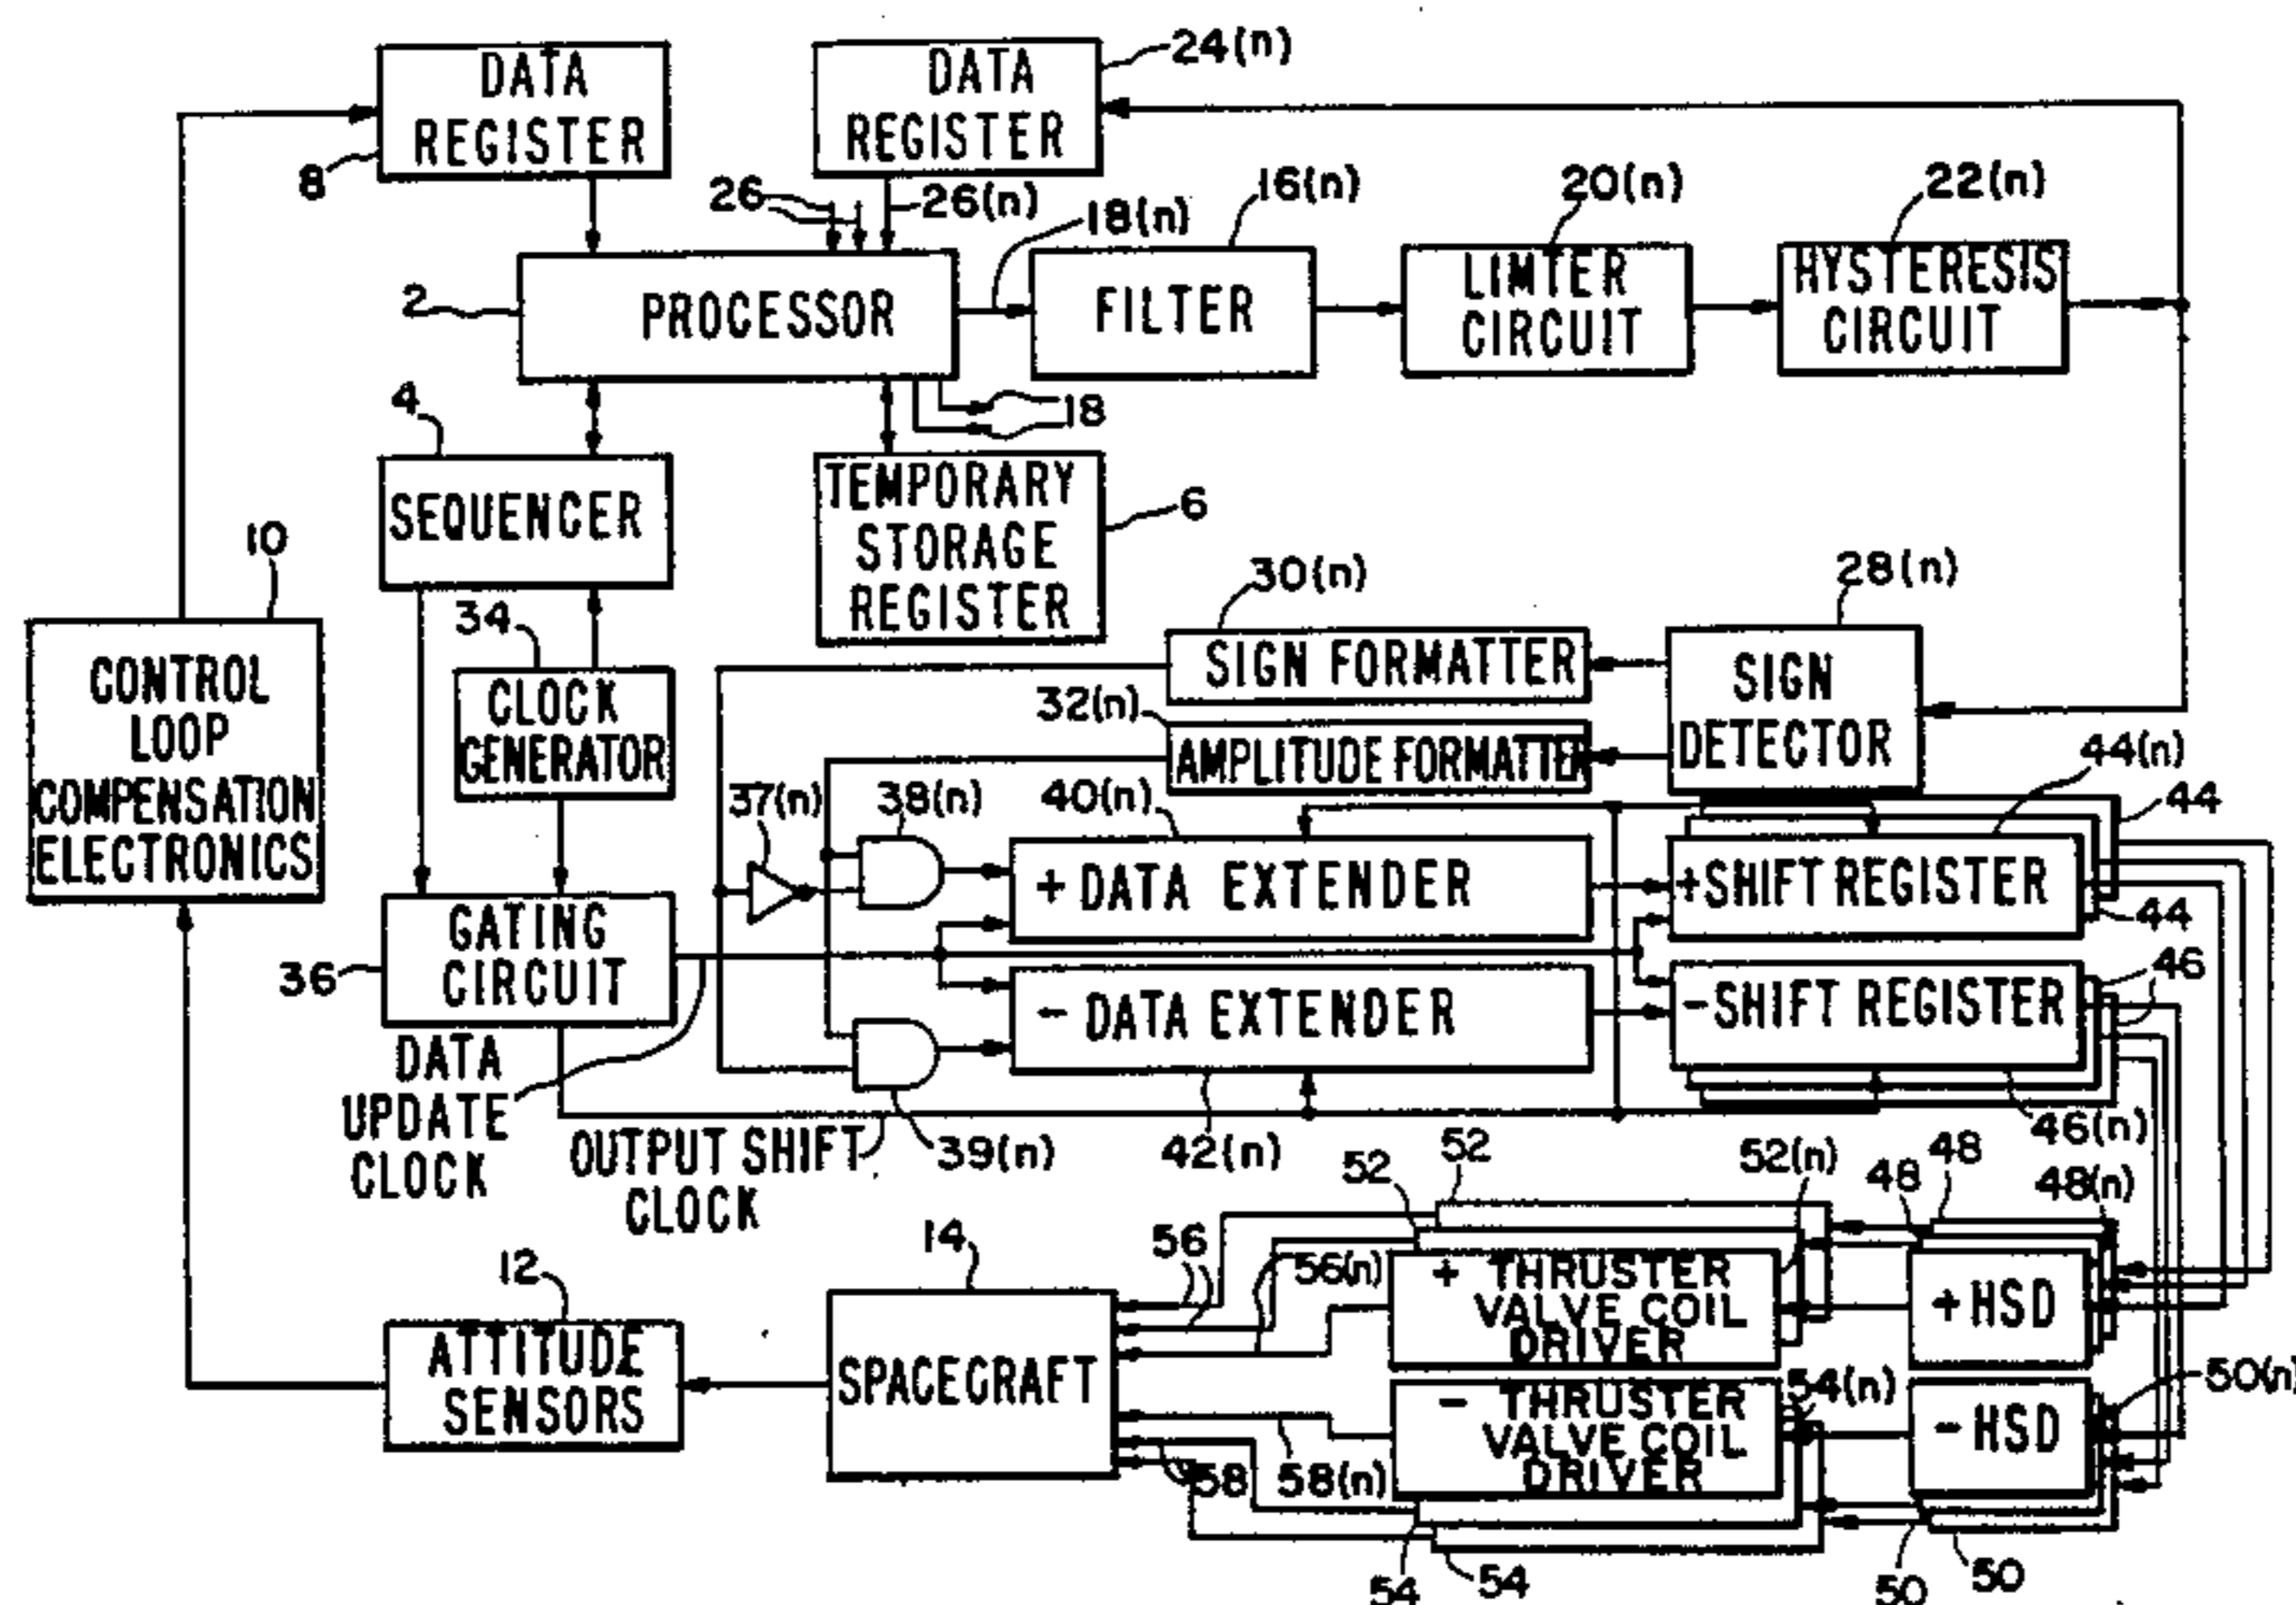 DATA
REGISTER
8
DATA
REGISTER
24(n)
26
26(n)
18(n)
16(n)
20(n)
22(n)
2
PROCESSOR
FILTER
LIMTER
CIRCUIT
HYSTERESIS
CIRCUIT
18
4
SEQUENCER
TEMPORARY
STORAGE
REGISTER
6
10
CONTROL
LOOP
COMPENSATION
ELECTRONICS
34
CLOCK
GENERATOR
30(n)
SIGN FORMATTER
32(n)
AMPLITUDE FORMATTER
28(n)
SIGN
DETECTOR
37(n)
38(n)
40(n)
44(n)
44
+ DATA EXTENDER
+SHIFT REGISTER
44
36
GATING
CIRCUIT
- DATA EXTENDER
-SHIFT REGISTER
46
DATA
UPDATE
CLOCK
OUTPUT SHIFT
CLOCK
39(n)
42(n)
46(n)
52
52
52(n)
48
48
48(n)
12
ATTITUDE
SENSORS
14
SPACECRAFT
56
56(n)
+ THRUSTER
VALVE COIL
DRIVER
+HSD
58
58(n)
- THRUSTER
VALVE COIL
DRIVER
54(n)
-HSD
50(n)
54
54
50
50